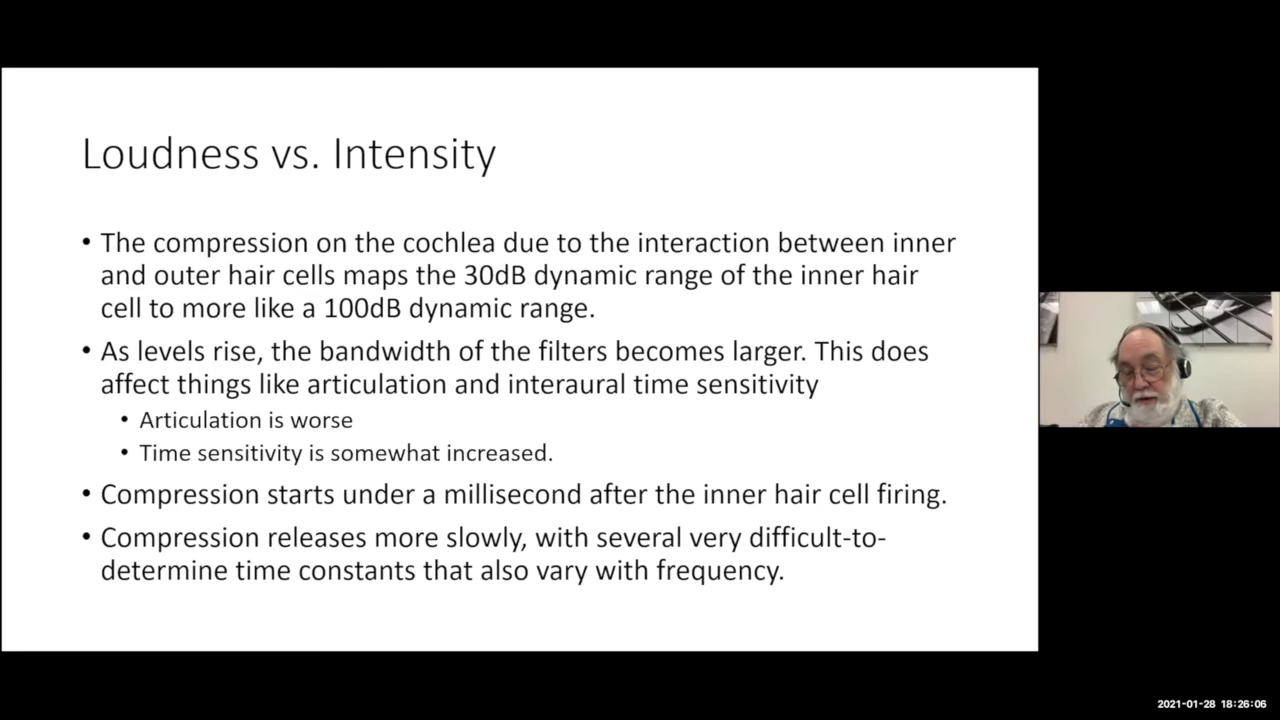 Loudness vs. Intensity
• The compression on the cochlea due to the interaction between inner
and outer hair cells maps the 30dB dynamic range of the inner hair
cell to more like a 100dB dynamic range.
• As levels rise, the bandwidth of the filters becomes larger. This does
affect things like articulation and interaural time sensitivity
• Articulation is worse
• Time sensitivity is somewhat increased.
• Compression starts under a millisecond after the inner hair cell firing.
• Compression releases more slowly, with several very difficult-to-
determine time constants that also vary with frequency.
2021-01-28 18:26:06